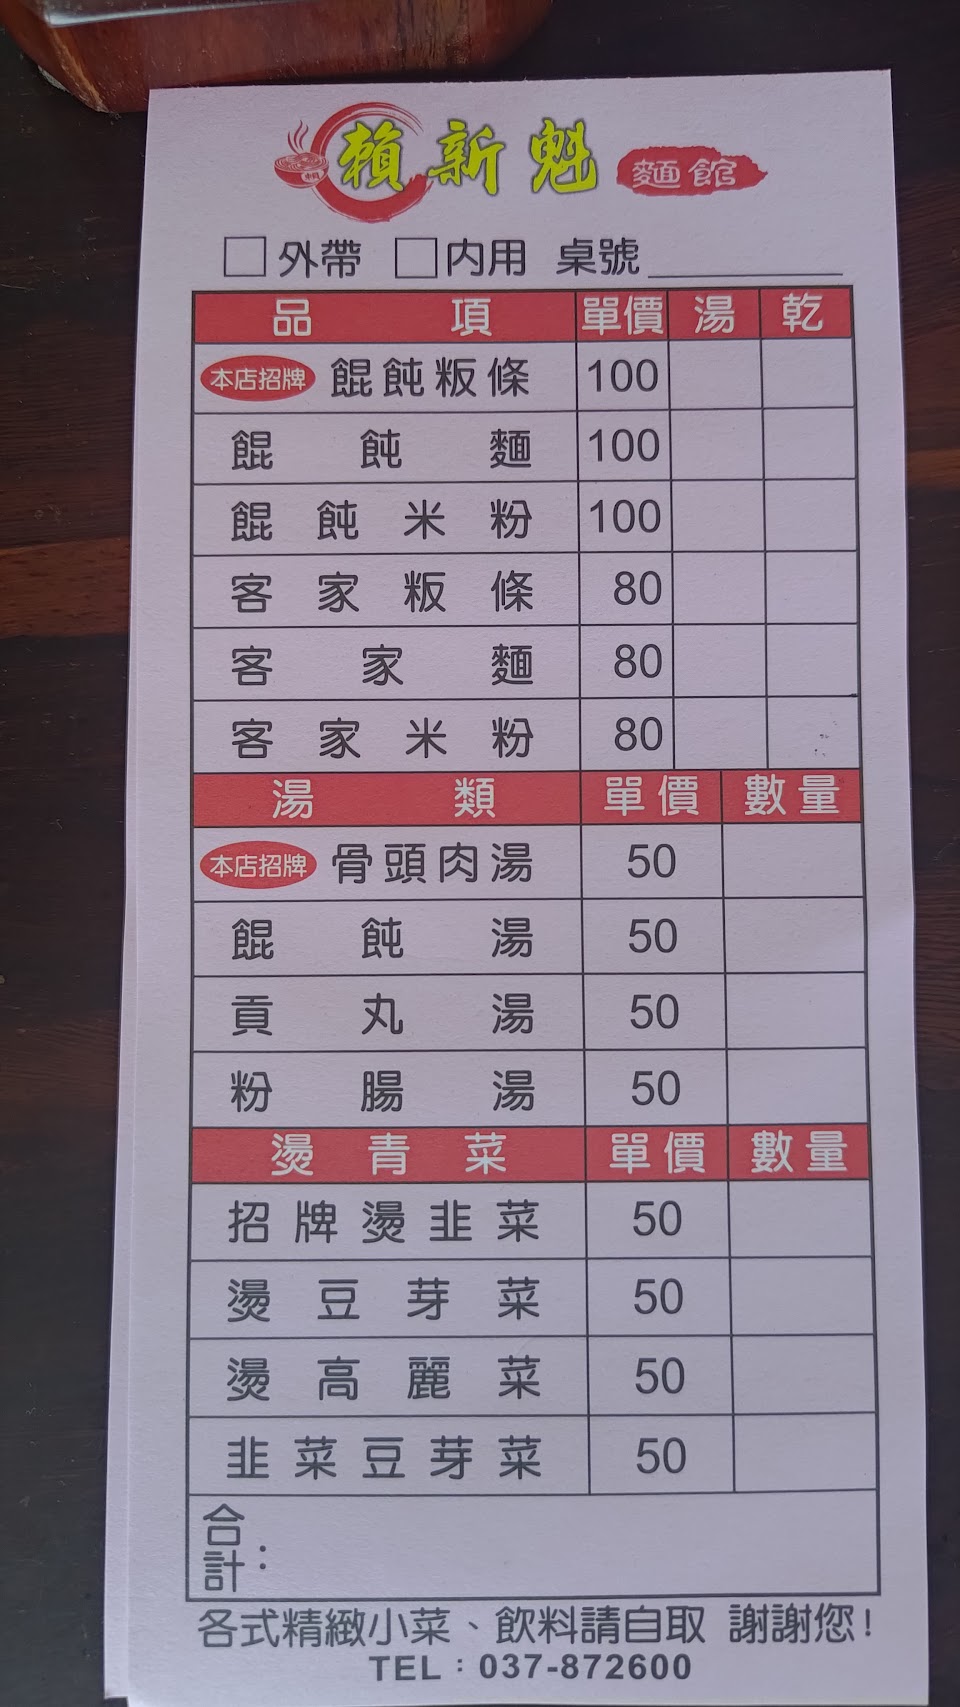 賴新魁 麵館
外帶 內用 桌號
品項 單價 湯 乾
本店招牌 餛飩粄條 100
餛飩麵 100
餛飩米粉 100
客家粄條 80
客家麵 80
客家米粉 80
湯類 單價 數量
本店招牌 骨頭肉湯 50
餛飩湯 50
貢丸湯 50
粉腸湯 50
燙青菜 單價 數量
招牌燙韭菜 50
燙豆芽菜 50
燙高麗菜 50
韭菜豆芽菜 50
合計：
各式精緻小菜、飲料請自取 謝謝您!
TEL：037-872600